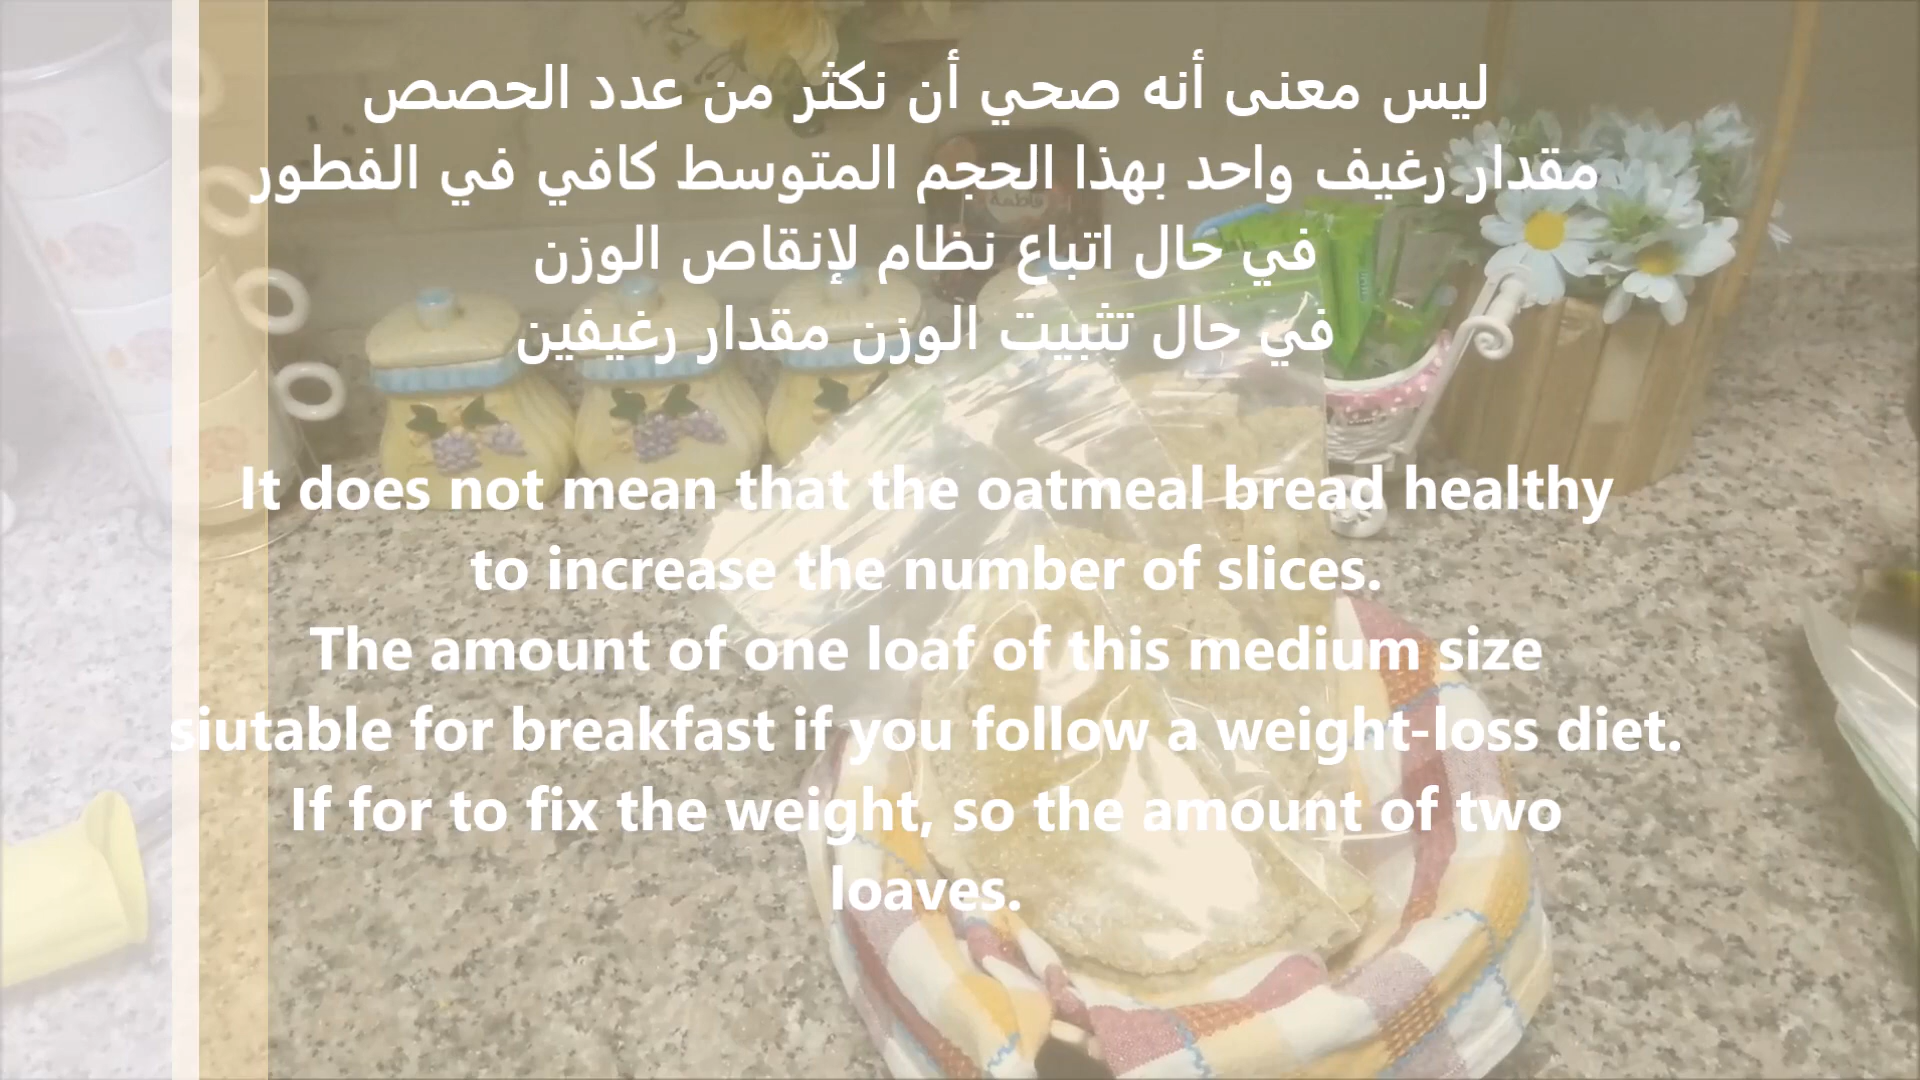 ليس معنى أنه صحي أن نكثر من عدد الحصص
مقدار رغيف واحد بهذا الحجم المتوسط كافي في الفطور
في حال اتباع نظام لإنقاص الوزن
في حال تثبيت الوزن مقدار رغيفين
It does not mean that the oatmeal bread healthy
to increase the number of slices.
The amount of one loaf of this medium size
siutable for breakfast if you follow a weight-loss diet.
If for to fix the weight, so the amount of two
loaves.
فاطمة